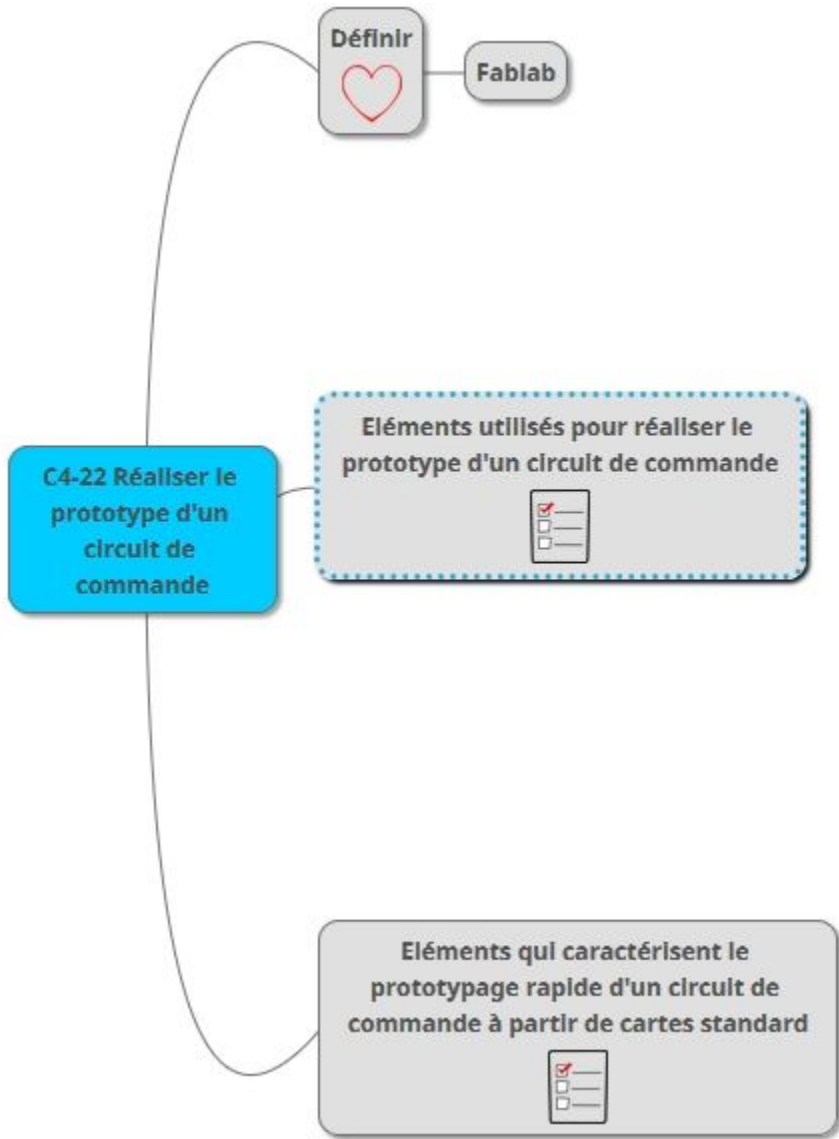 Définir
Fablab
Eléments utilisés pour réaliser le
prototype d'un circuit de commande
C4-22 Réaliser le
prototype d'un
circuit de
commande
Eléments qui caractérisent le
prototypage rapide d'un circuit de
commande à partir de cartes standard